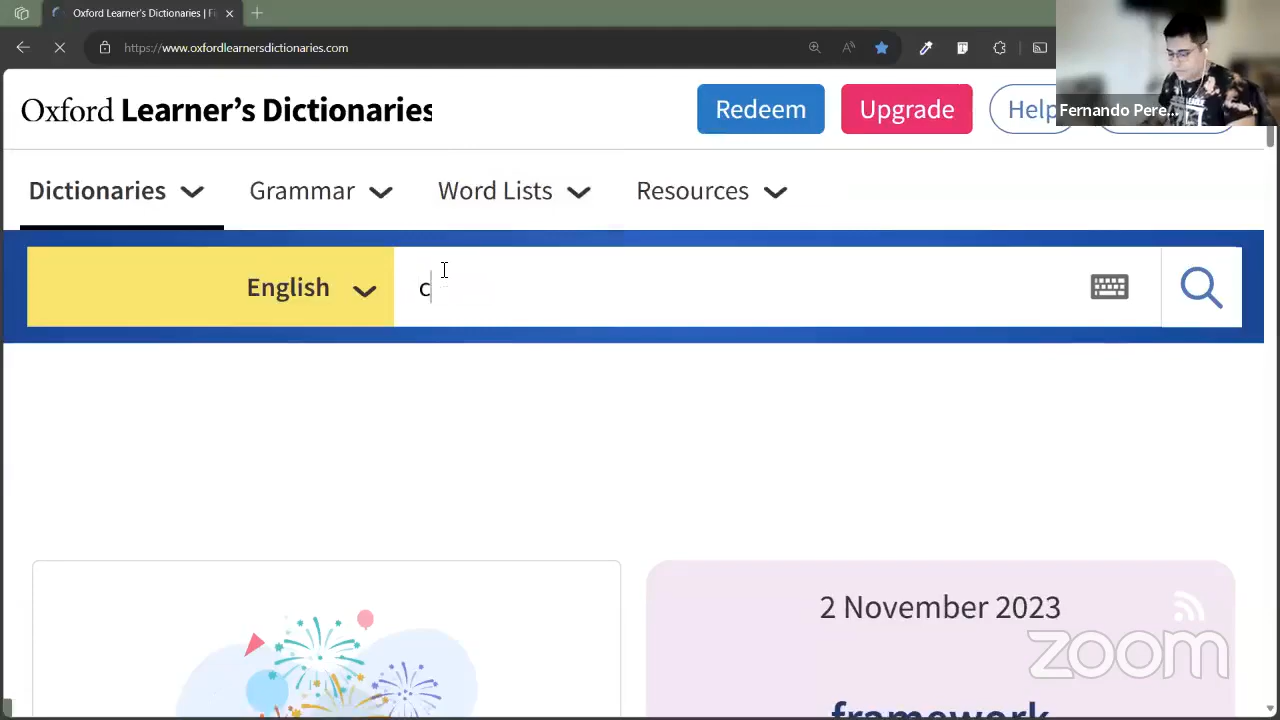 Oxford Learner's Dictionaries | Fi
https://www.oxfordlearnersdictionaries.com
Fernando Pere...
Oxford Learner’s Dictionaries
Redeem
Upgrade
Help
Dictionaries
Grammar
Word Lists
Resources
English
c
2 November 2023
framework
zoom